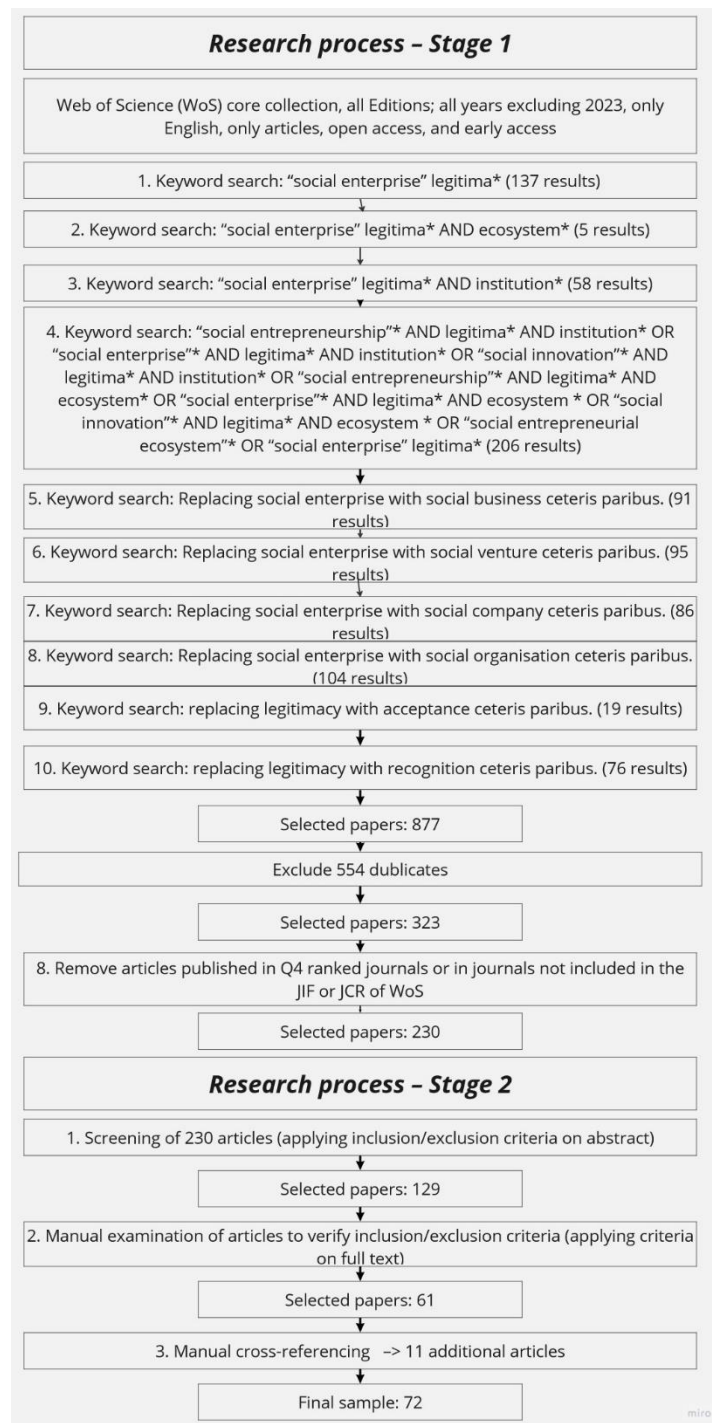 Research process – Stage 1
Web of Science (WoS) core collection, all Editions; all years excluding 2023, only
English, only articles, open access, and early access
1. Keyword search: “social enterprise” legitima* (137 results)
2. Keyword search: “social enterprise” legitima* AND ecosystem* (5 results)
3. Keyword search: “social enterprise” legitima* AND institution* (58 results)
4. Keyword search: “social entrepreneurship”* AND legitima* AND institution* OR
“social enterprise”* AND legitima* AND institution* OR “social innovation”* AND
legitima* AND institution* OR “social entrepreneurship”* AND legitima* AND
ecosystem* OR “social enterprise”* AND legitima* AND ecosystem * OR “social
innovation”* AND legitima* AND ecosystem * OR “social entrepreneurial
ecosystem”* OR “social enterprise” legitima* (206 results)
5. Keyword search: Replacing social enterprise with social business ceteris paribus. (91
results)
6. Keyword search: Replacing social enterprise with social venture ceteris paribus. (95
results)
7. Keyword search: Replacing social enterprise with social company ceteris paribus. (86
results)
8. Keyword search: Replacing social enterprise with social organisation ceteris paribus.
(104 results)
9. Keyword search: replacing legitimacy with acceptance ceteris paribus. (19 results)
10. Keyword search: replacing legitimacy with recognition ceteris paribus. (76 results)
Selected papers: 877
Exclude 554 dublicates
Selected papers: 323
8. Remove articles published in Q4 ranked journals or in journals not included in the
JIF or JCR of WoS
Selected papers: 230
Research process – Stage 2
1. Screening of 230 articles (applying inclusion/exclusion criteria on abstract)
Selected papers: 129
2. Manual examination of articles to verify inclusion/exclusion criteria (applying criteria
on full text)
Selected papers: 61
3. Manual cross-referencing –> 11 additional articles
Final sample: 72
miro